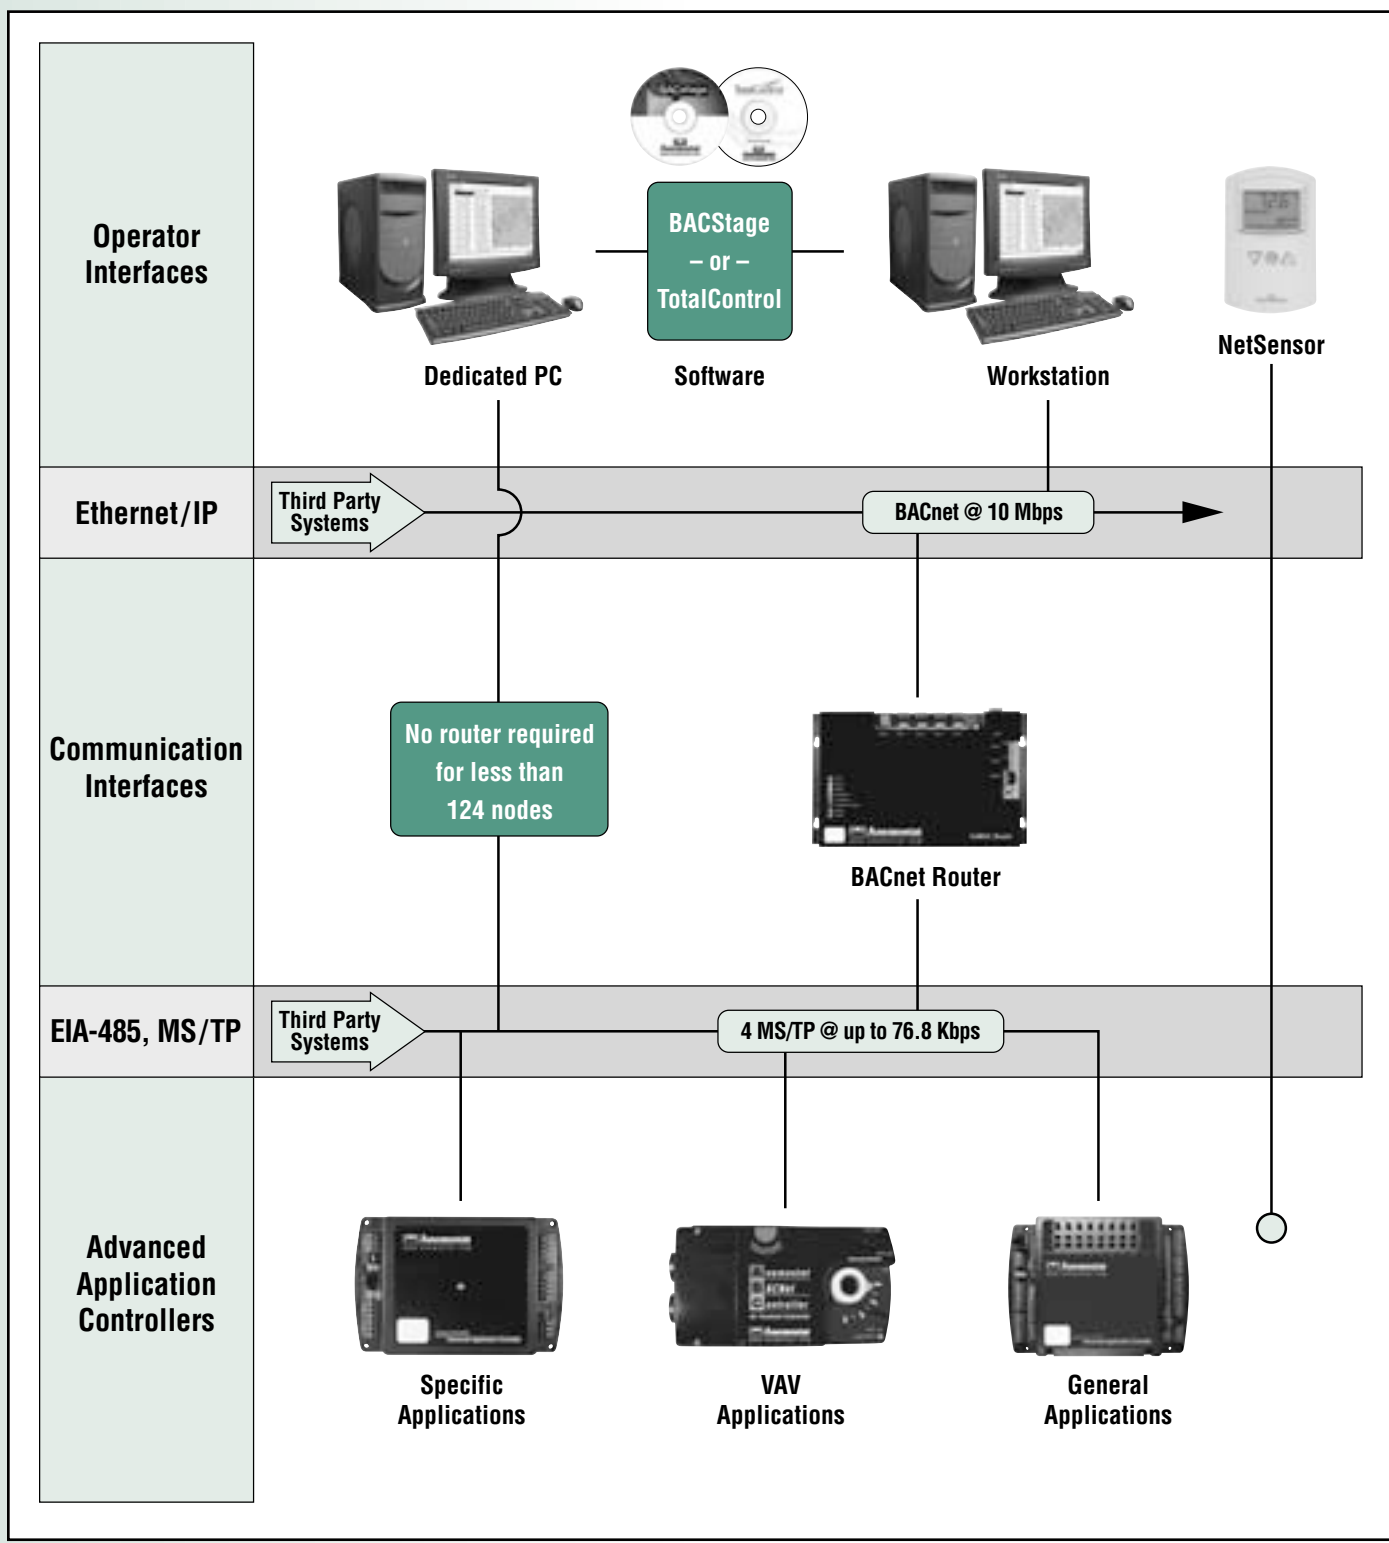 Operator
Interfaces
BACStage
– or –
TotalControl
Dedicated PC
Software
Workstation
NetSensor
Ethernet/IP
Third Party
Systems
BACnet @ 10 Mbps
Communication
Interfaces
No router required
for less than
124 nodes
BACnet Router
EIA-485, MS/TP
Third Party
Systems
4 MS/TP @ up to 76.8 Kbps
Advanced
Application
Controllers
Specific
Applications
VAV
Applications
General
Applications